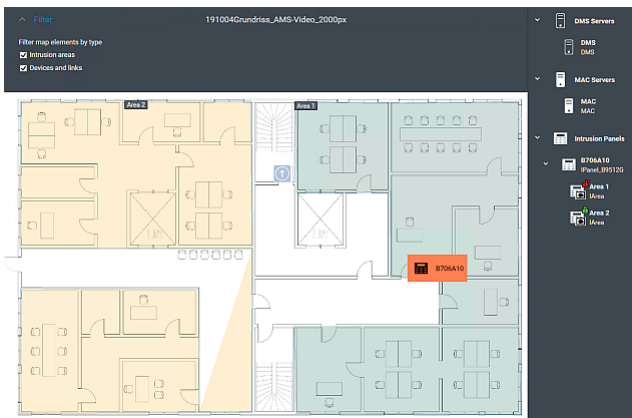 Filter
191004Grundriss_AMS-Video_2000px
Filter map elements by type
Intrusion areas
Devices and links
Area 2
Area 1
B706A10
DMS Servers
DMS
DMS
MAC Servers
MAC
MAC
Intrusion Panels
B706A10
IPanel_B9512G
Area 1
IArea
Area 2
IArea